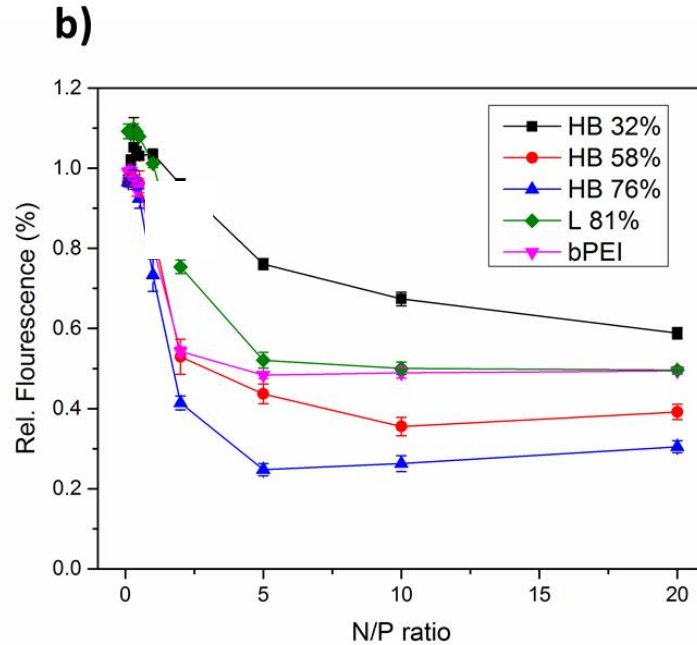 b)
HB 32%
HB 58%
HB 76%
L 81%
bPEI
Rel. Flourescence (%)
1.2
1.0
0.8
0.6
0.4
0.2
0.0
0
5
10
15
20
N/P ratio